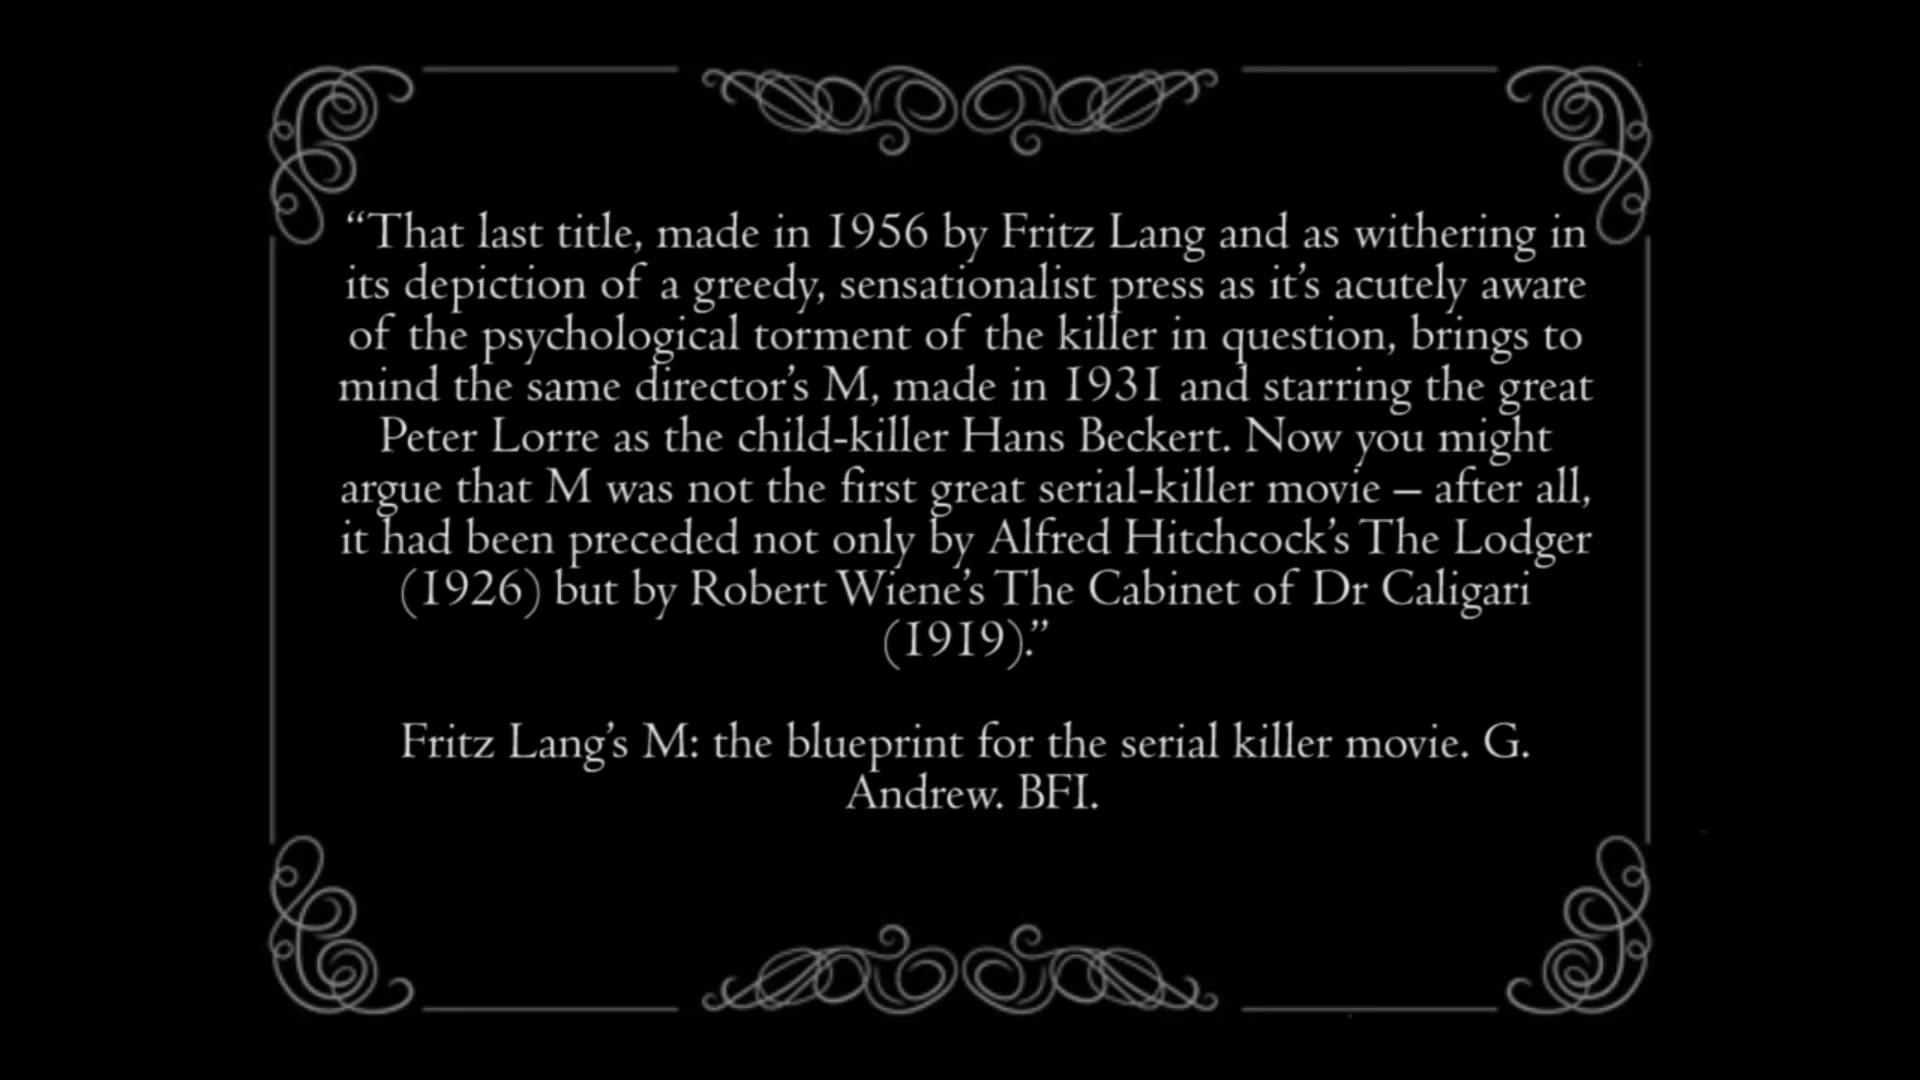 “That last title, made in 1956 by Fritz Lang and as withering in
its depiction of a greedy, sensationalist press as it’s acutely aware
of the psychological torment of the killer in question, brings to
mind the same director’s M, made in 1931 and starring the great
Peter Lorre as the child-killer Hans Beckert. Now you might
argue that M was not the first great serial-killer movie – after all,
it had been preceded not only by Alfred Hitchcock’s The Lodger
(1926) but by Robert Wiene’s The Cabinet of Dr Caligari
(1919).”
Fritz Lang’s M: the blueprint for the serial killer movie. G.
Andrew. BFI.